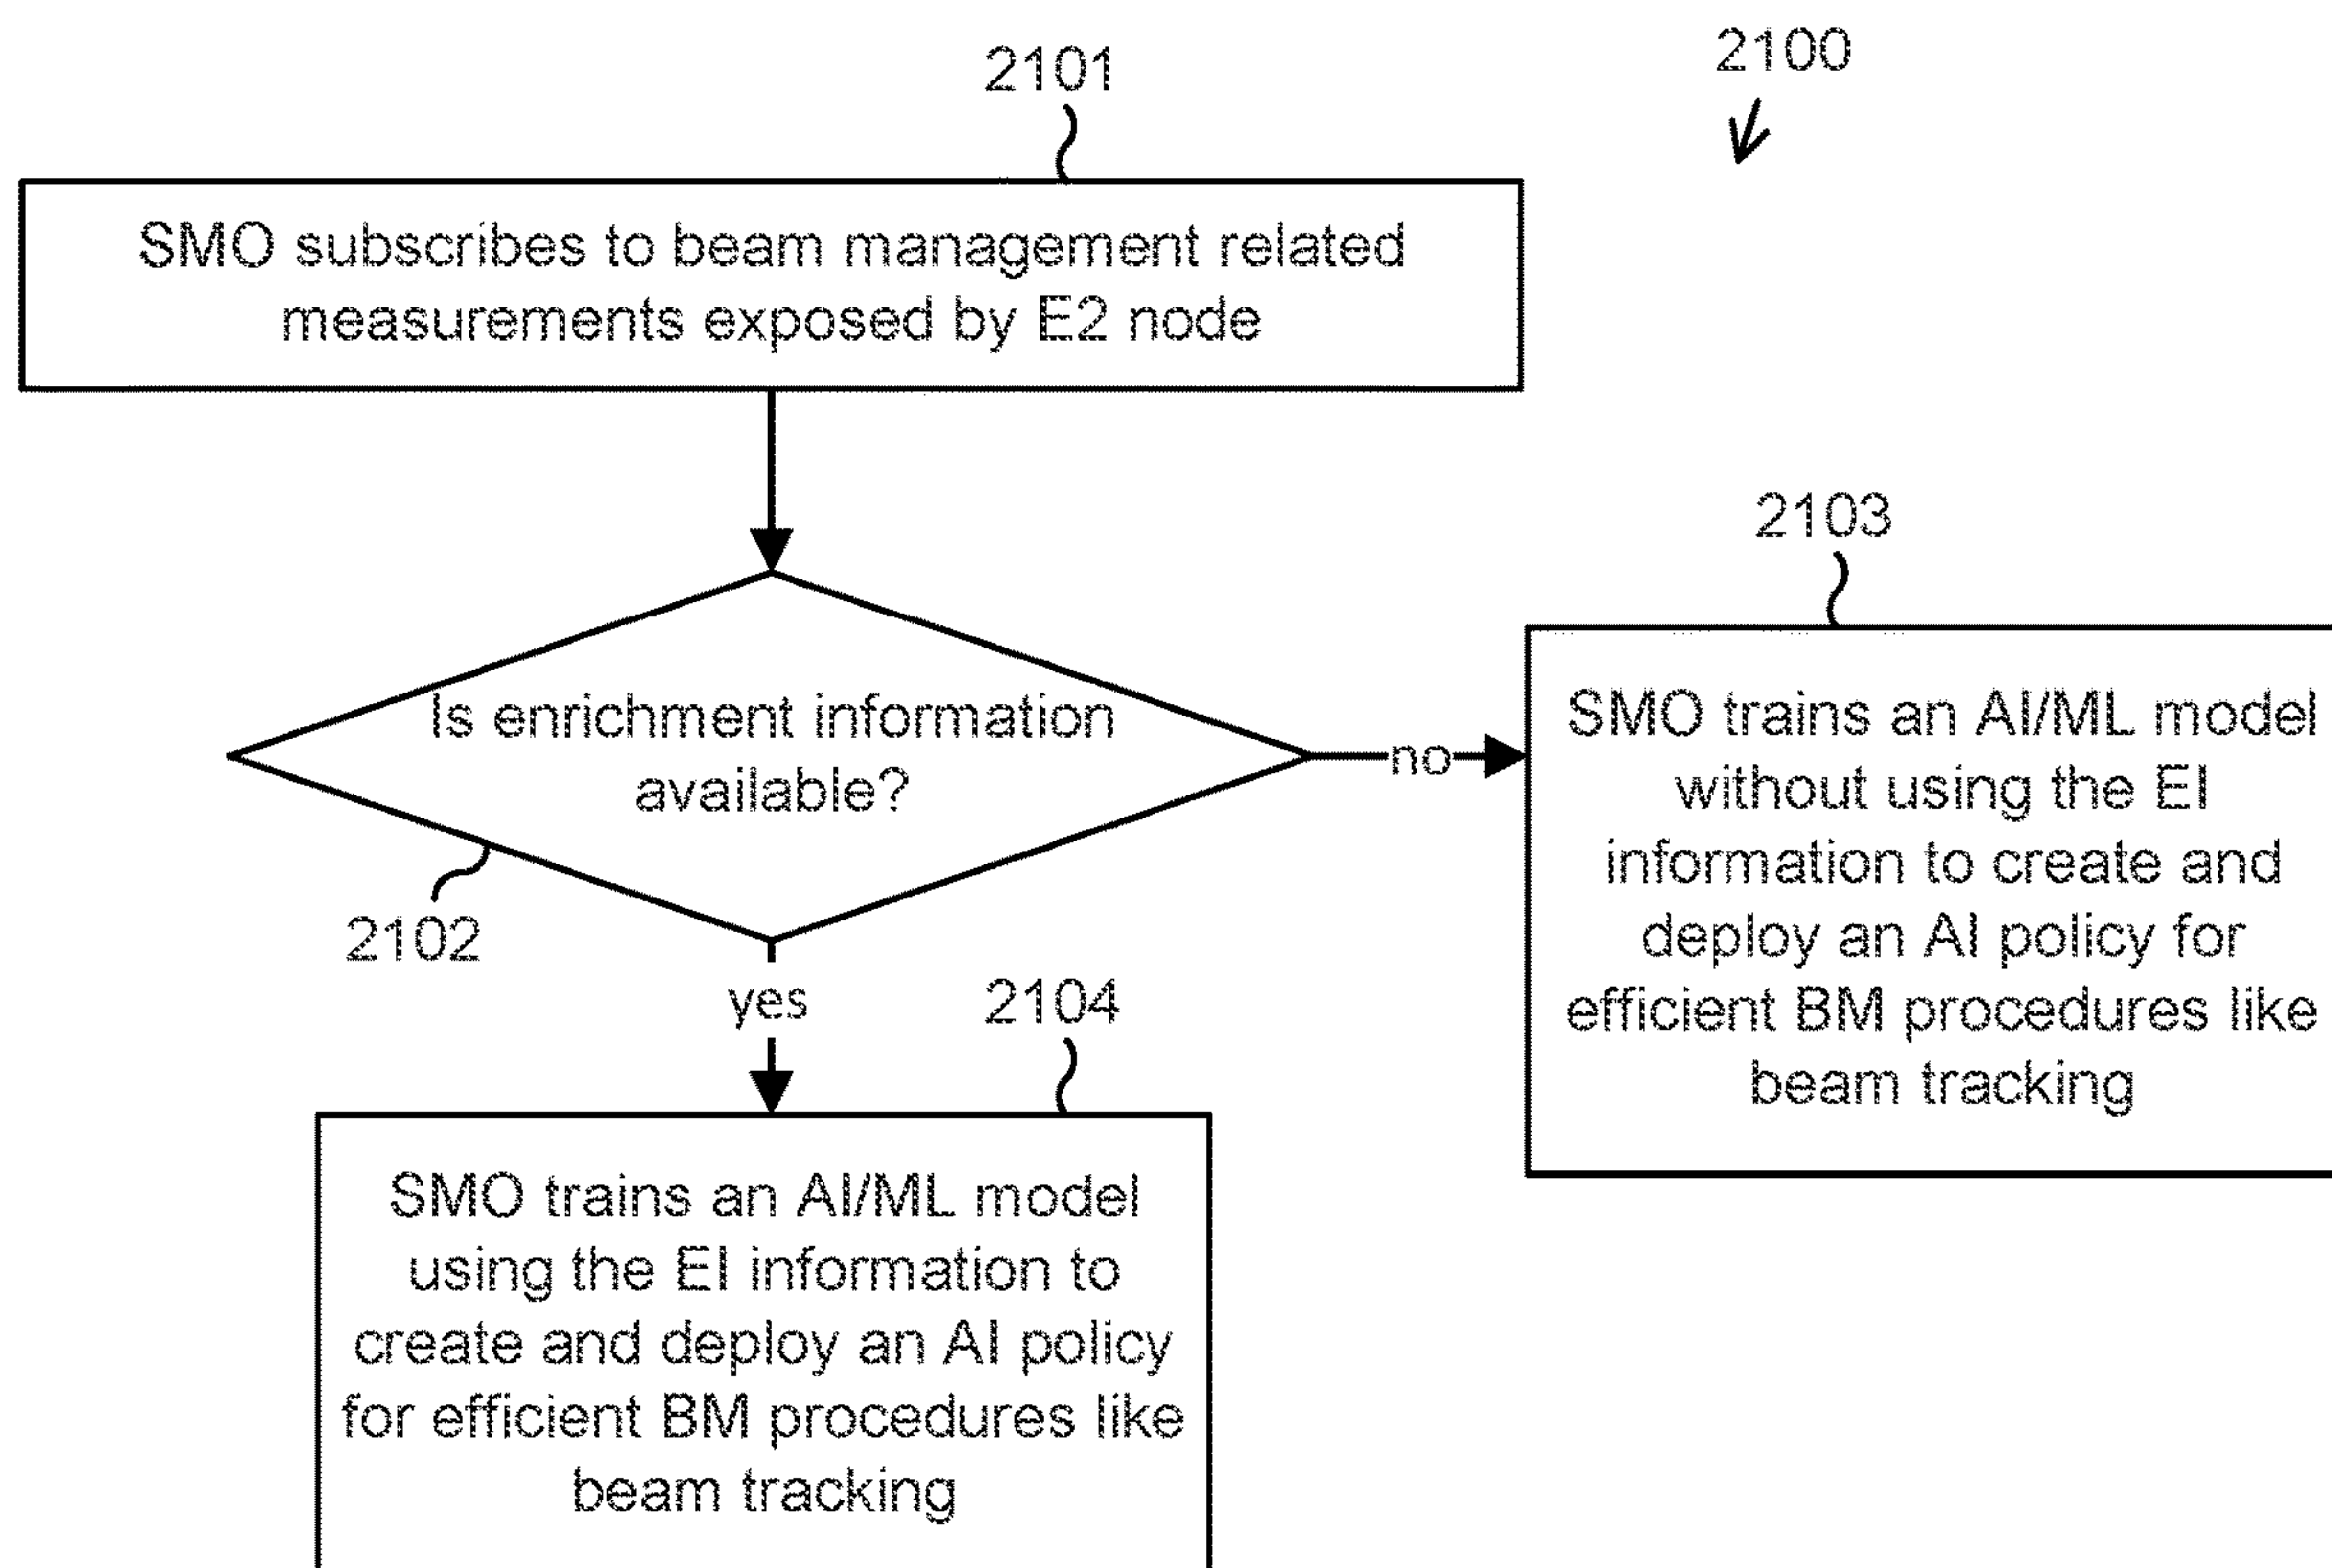 2101
2100
SMO subscribes to beam management related
measurements exposed by E2 node
Is enrichment information
available?
no
2102
yes
2103
SMO trains an AI/ML model
without using the EI
information to create and
deploy an AI policy for
efficient BM procedures like
beam tracking
2104
SMO trains an AI/ML model
using the EI information to
create and deploy an AI policy
for efficient BM procedures like
beam tracking